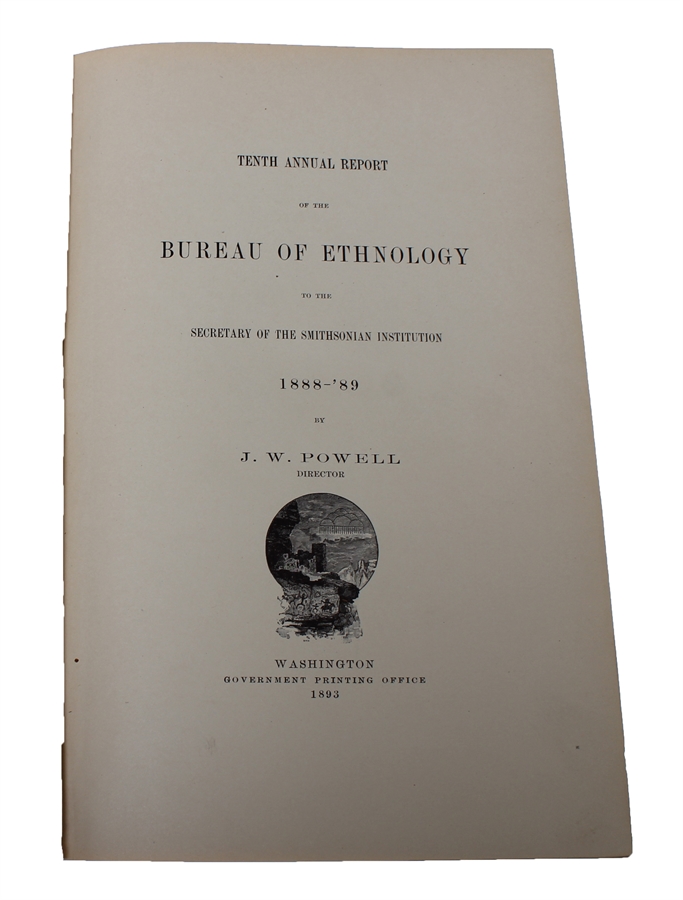 TENTH ANNUAL REPORT
OF THE
BUREAU OF ETHNOLOGY
TO THE
SECRETARY OF THE SMITHSONIAN INSTITUTION
1888-'89
BY
J. W. POWELL
DIRECTOR
WASHINGTON
GOVERNMENT PRINTING OFFICE
1893